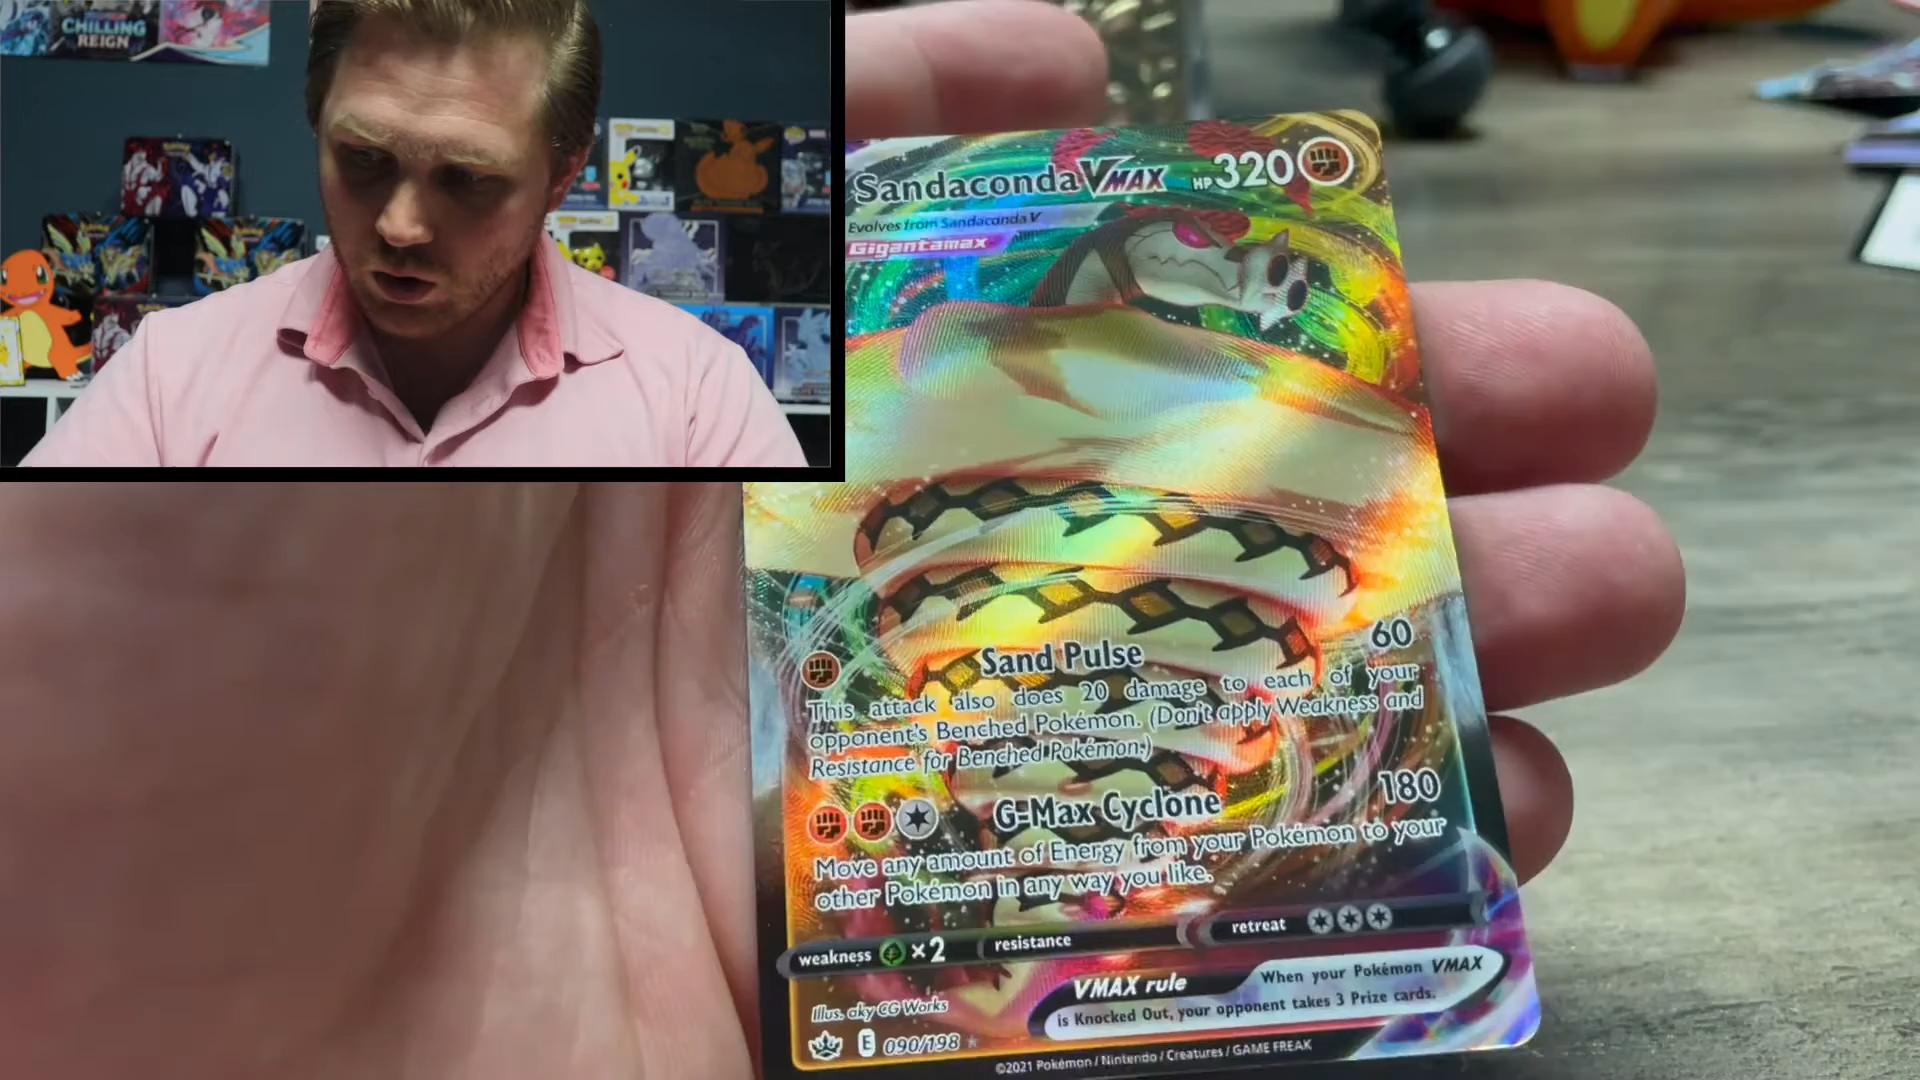 CHILLING
REIGN
Sandaconda VMAX HP 320
Evolves from Sandaconda V
Gigantamax
Sand Pulse 60
This attack also does 20 damage to each of your
opponent's Benched Pokémon. (Don't apply Weakness and
Resistance for Benched Pokémon.)
G-Max Cyclone 180
Move any amount of Energy from your Pokémon to your
other Pokémon in any way you like.
weakness ×2 resistance retreat
VMAX rule When your Pokémon VMAX
is Knocked Out, your opponent takes 3 Prize cards.
Illus. aky CG Works
E 090/198
©2021 Pokémon / Nintendo / Creatures / GAME FREAK